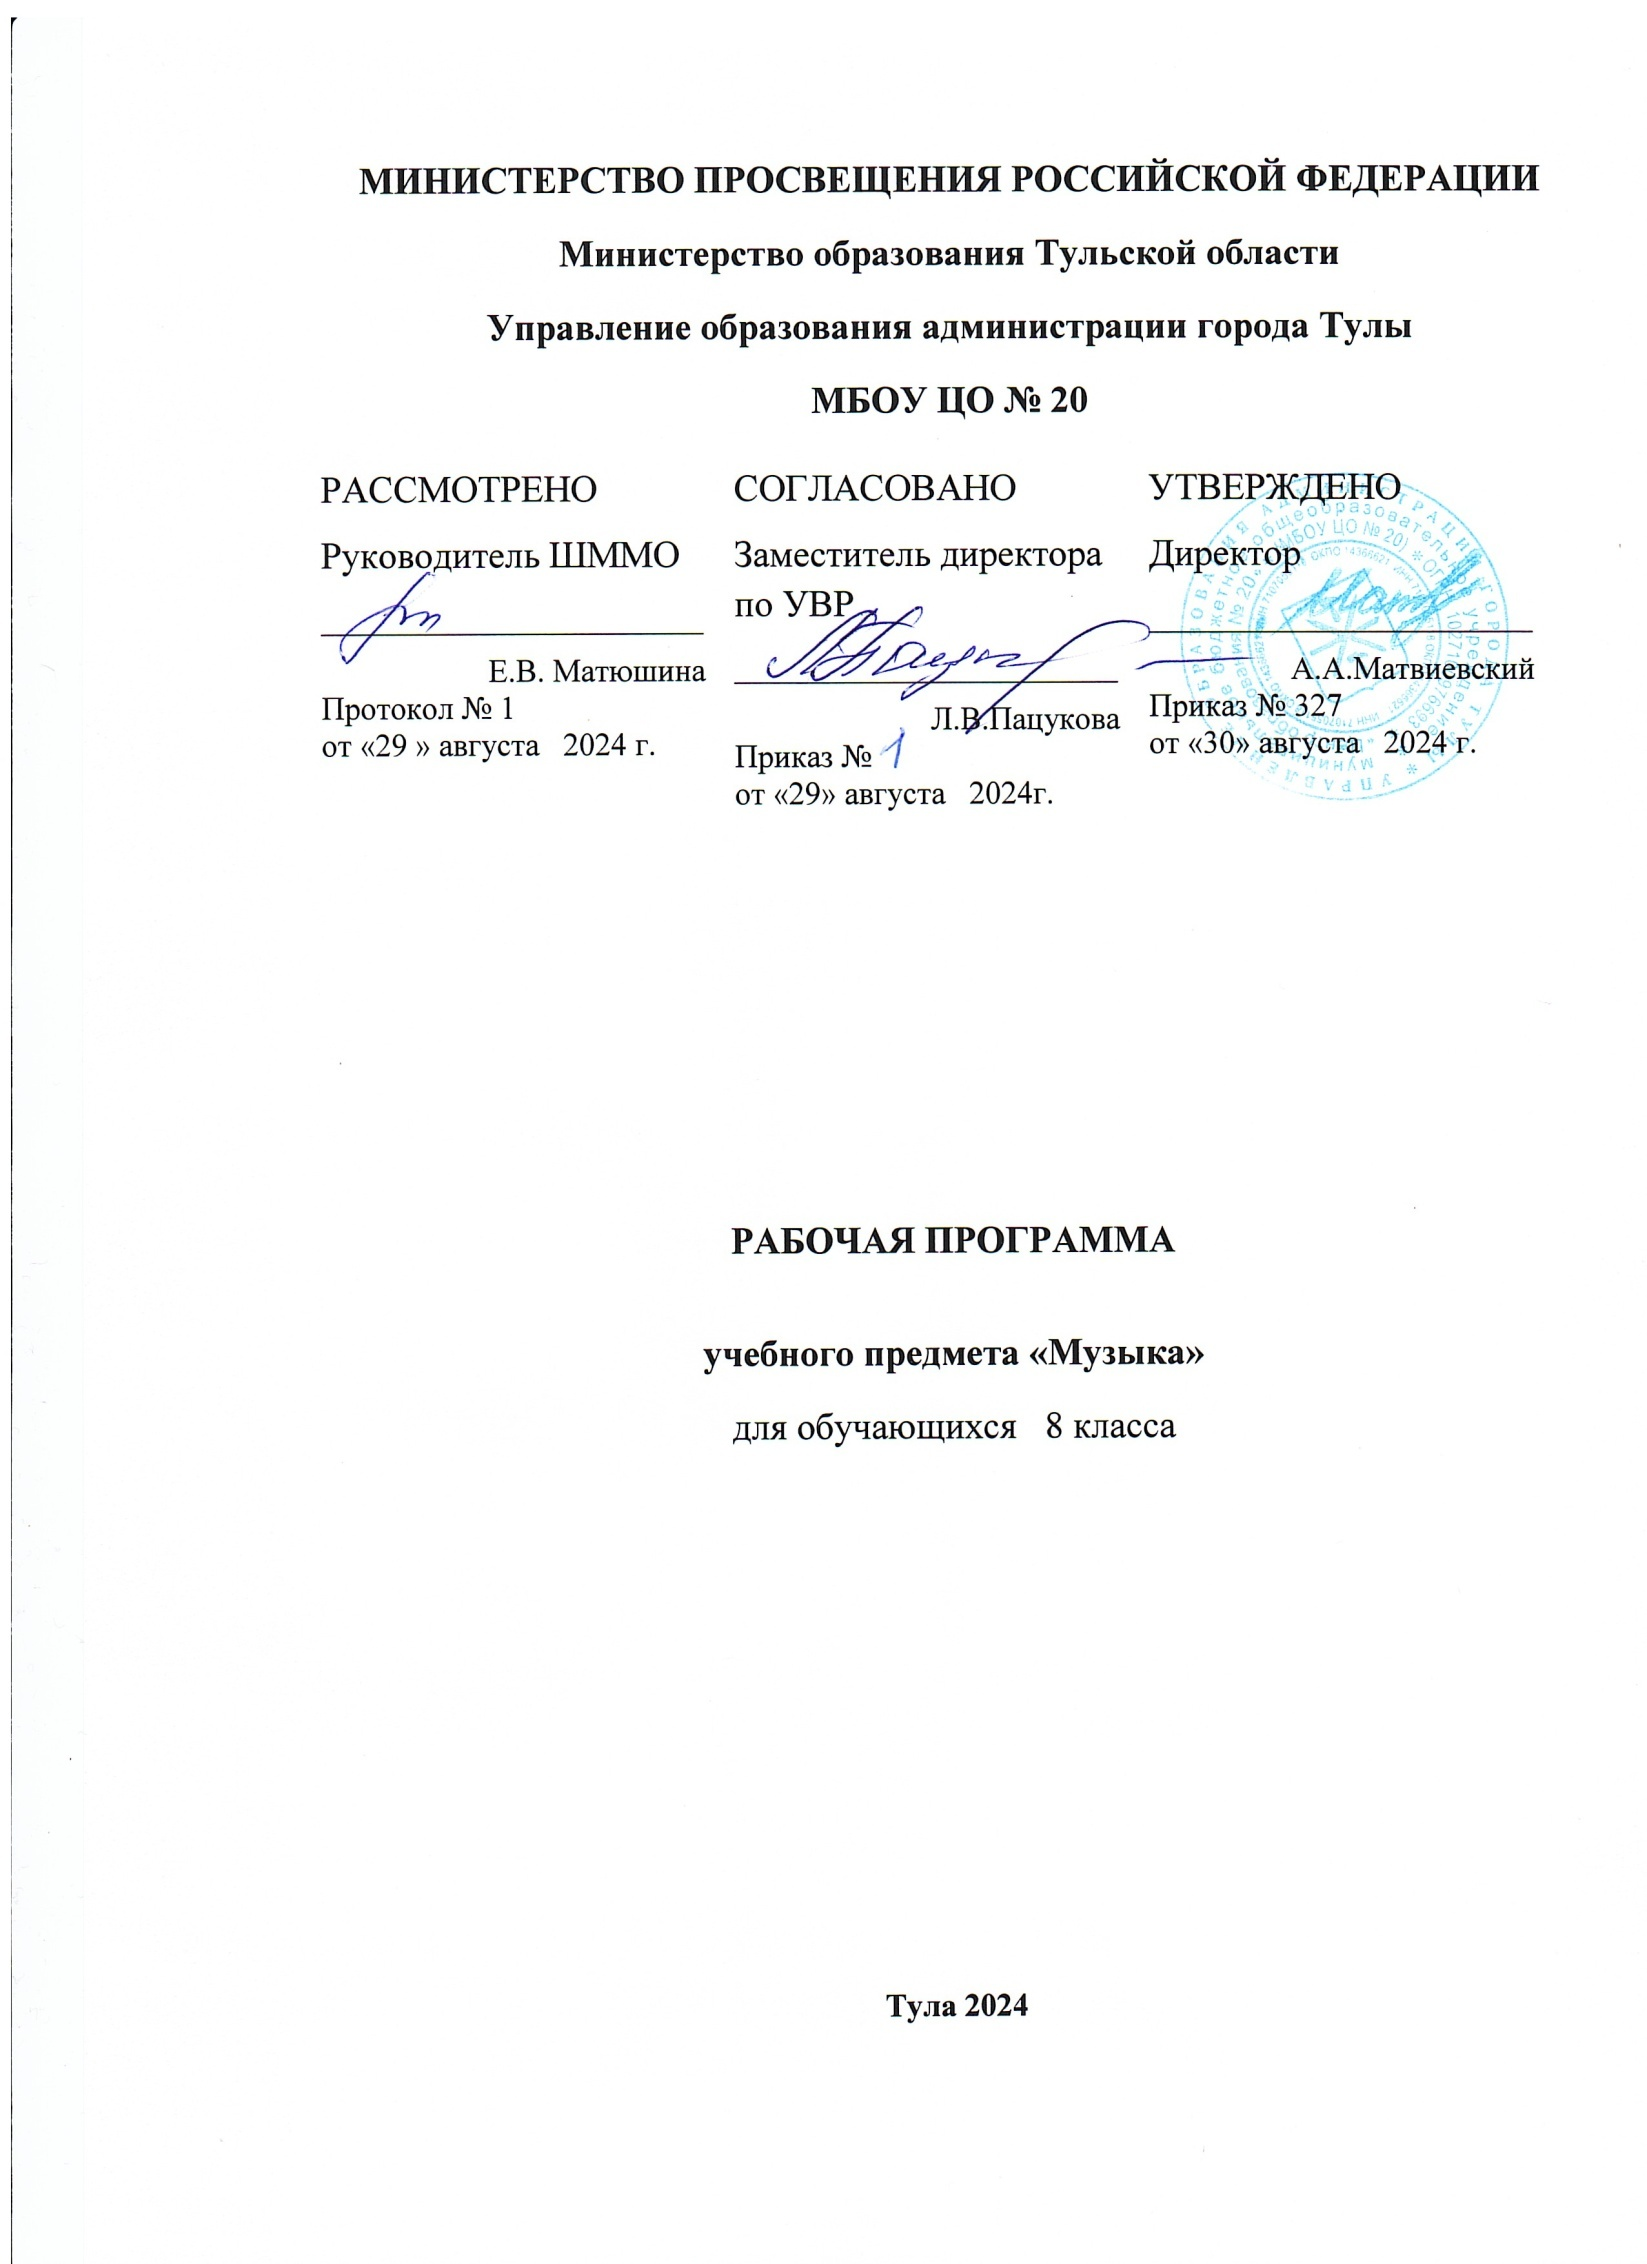 МИНИСТЕРСТВО ПРОСВЕЩЕНИЯ РОССИЙСКОЙ ФЕДЕРАЦИИ
Министерство образования Тульской области
Управление образования администрации города Тулы
МБОУ ЦО № 20
РАССМОТРЕНО
Руководитель ШММО
Е.В. Матюшина
Протокол № 1
от «29 » августа 2024 г.
СОГЛАСОВАНО
Заместитель директора
по УВР
Л.В.Пацукова
Приказ № 1
от «29» августа 2024г.
УТВЕРЖДЕНО
Директор
А.А.Матвиевский
Приказ № 327
от «30» августа 2024 г.
РАБОЧАЯ ПРОГРАММА
учебного предмета «Музыка»
для обучающихся 8 класса
Тула 2024